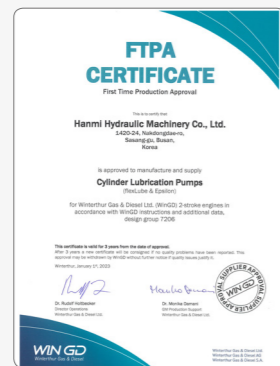 FTPA
CERTIFICATE
First Time Production Approval
This is to certify that
Hanmi Hydraulic Machinery Co., Ltd.
1420-24, Nakdongdae-ro,
Sasang-gu, Busan,
Korea
is approved to manufacture and supply
Cylinder Lubrication Pumps
(flexLube & Epsilon)
for Winterthur Gas & Diesel Ltd. (WinGD) 2-stroke engines in
accordance with WinGD instructions and additional data,
design group 7206
This certificate is valid for 3 years from the date of approval.
After 3 years a new certificate will be consigned if no quality problems have been reported. This
approval may be withdrawn by WinGD without further notice if quality issues justify it.
Winterthur, January 1st, 2023
Dr. Rudolf Holtbecker
Director Operations
Winterthur Gas & Diesel Ltd.
Dr. Monika Damani
GM Production Support
Winterthur Gas & Diesel Ltd.
SUPPLIER APPROVAL
WIN GD
WIN GD
Winterthur Gas & Diesel Ltd.
Winterthur Gas & Diesel AG
Winterthur Gas & Diesel S.A.